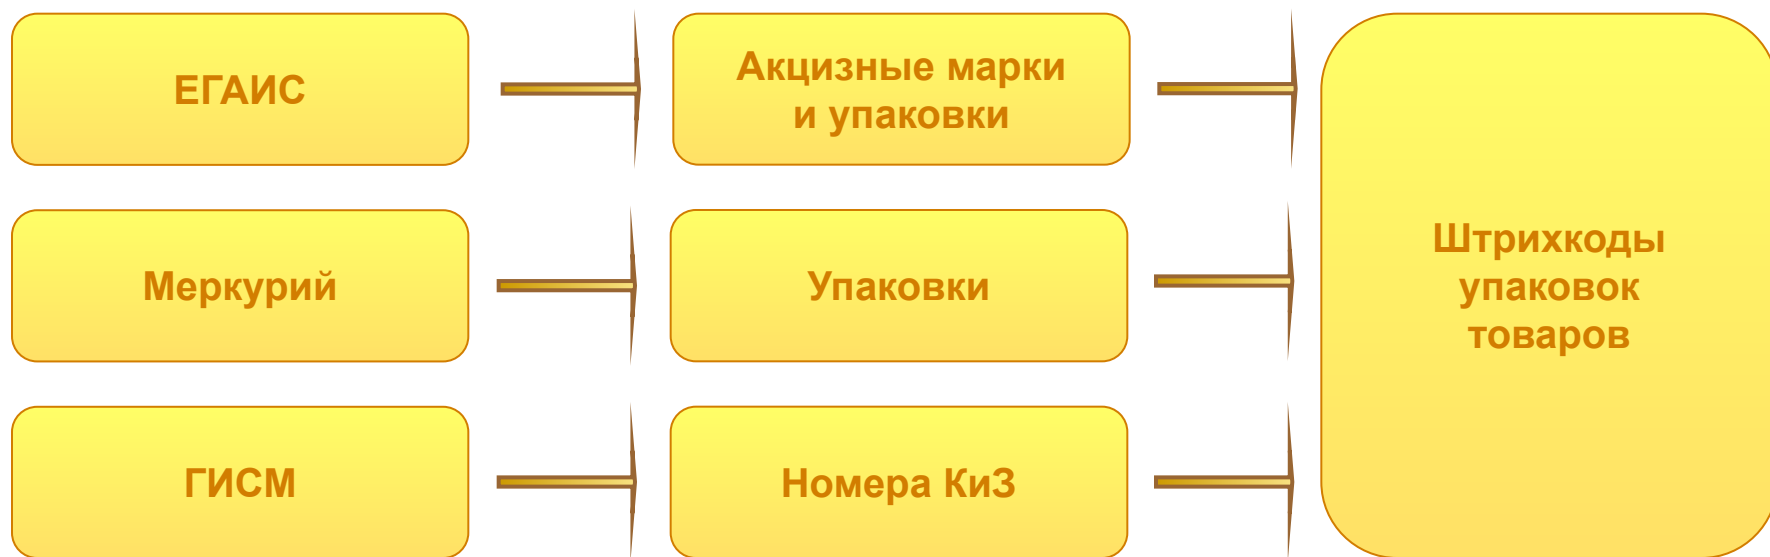 ЕГАИС
Акцизные марки
и упаковки
Меркурий
Упаковки
ГИСМ
Номера КиЗ
Штрихкоды
упаковок
товаров